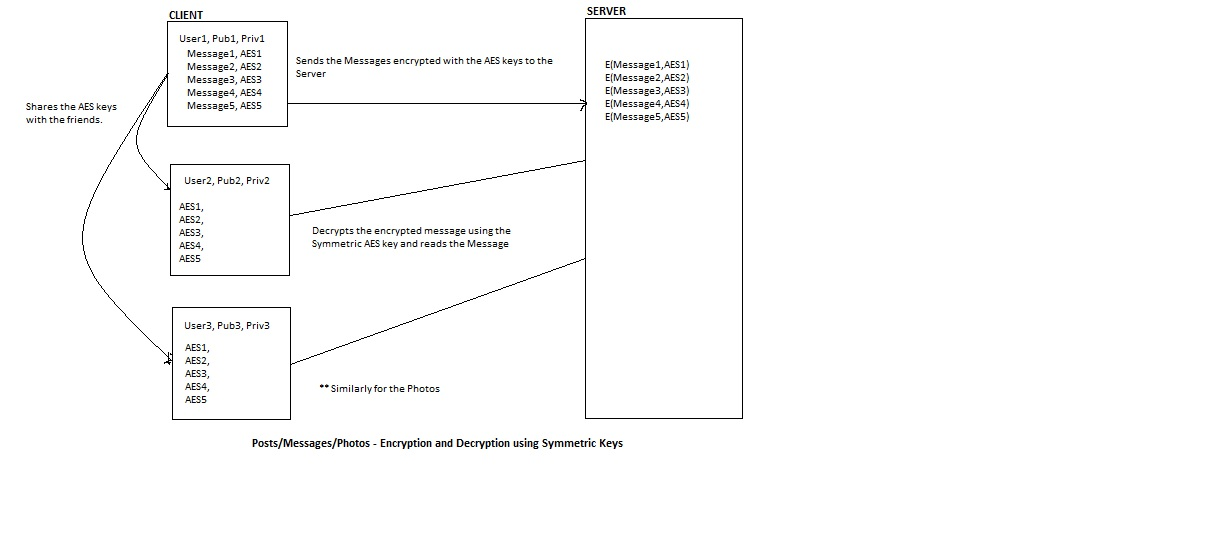 CLIENT
SERVER
User1, Pub1, Priv1
Message1, AES1
Message2, AES2
Message3, AES3
Message4, AES4
Message5, AES5
Sends the Messages encrypted with the AES keys to the
Server
E(Message1,AES1)
E(Message2,AES2)
E(Message3,AES3)
E(Message4,AES4)
E(Message5,AES5)
Shares the AES keys
with the friends.
User2, Pub2, Priv2
AES1,
AES2,
AES3,
AES4,
AES5
Decrypts the encrypted message using the
Symmetric AES key and reads the Message
User3, Pub3, Priv3
AES1,
AES2,
AES3,
AES4,
AES5
** Similarly for the Photos
Posts/Messages/Photos - Encryption and Decryption using Symmetric Keys